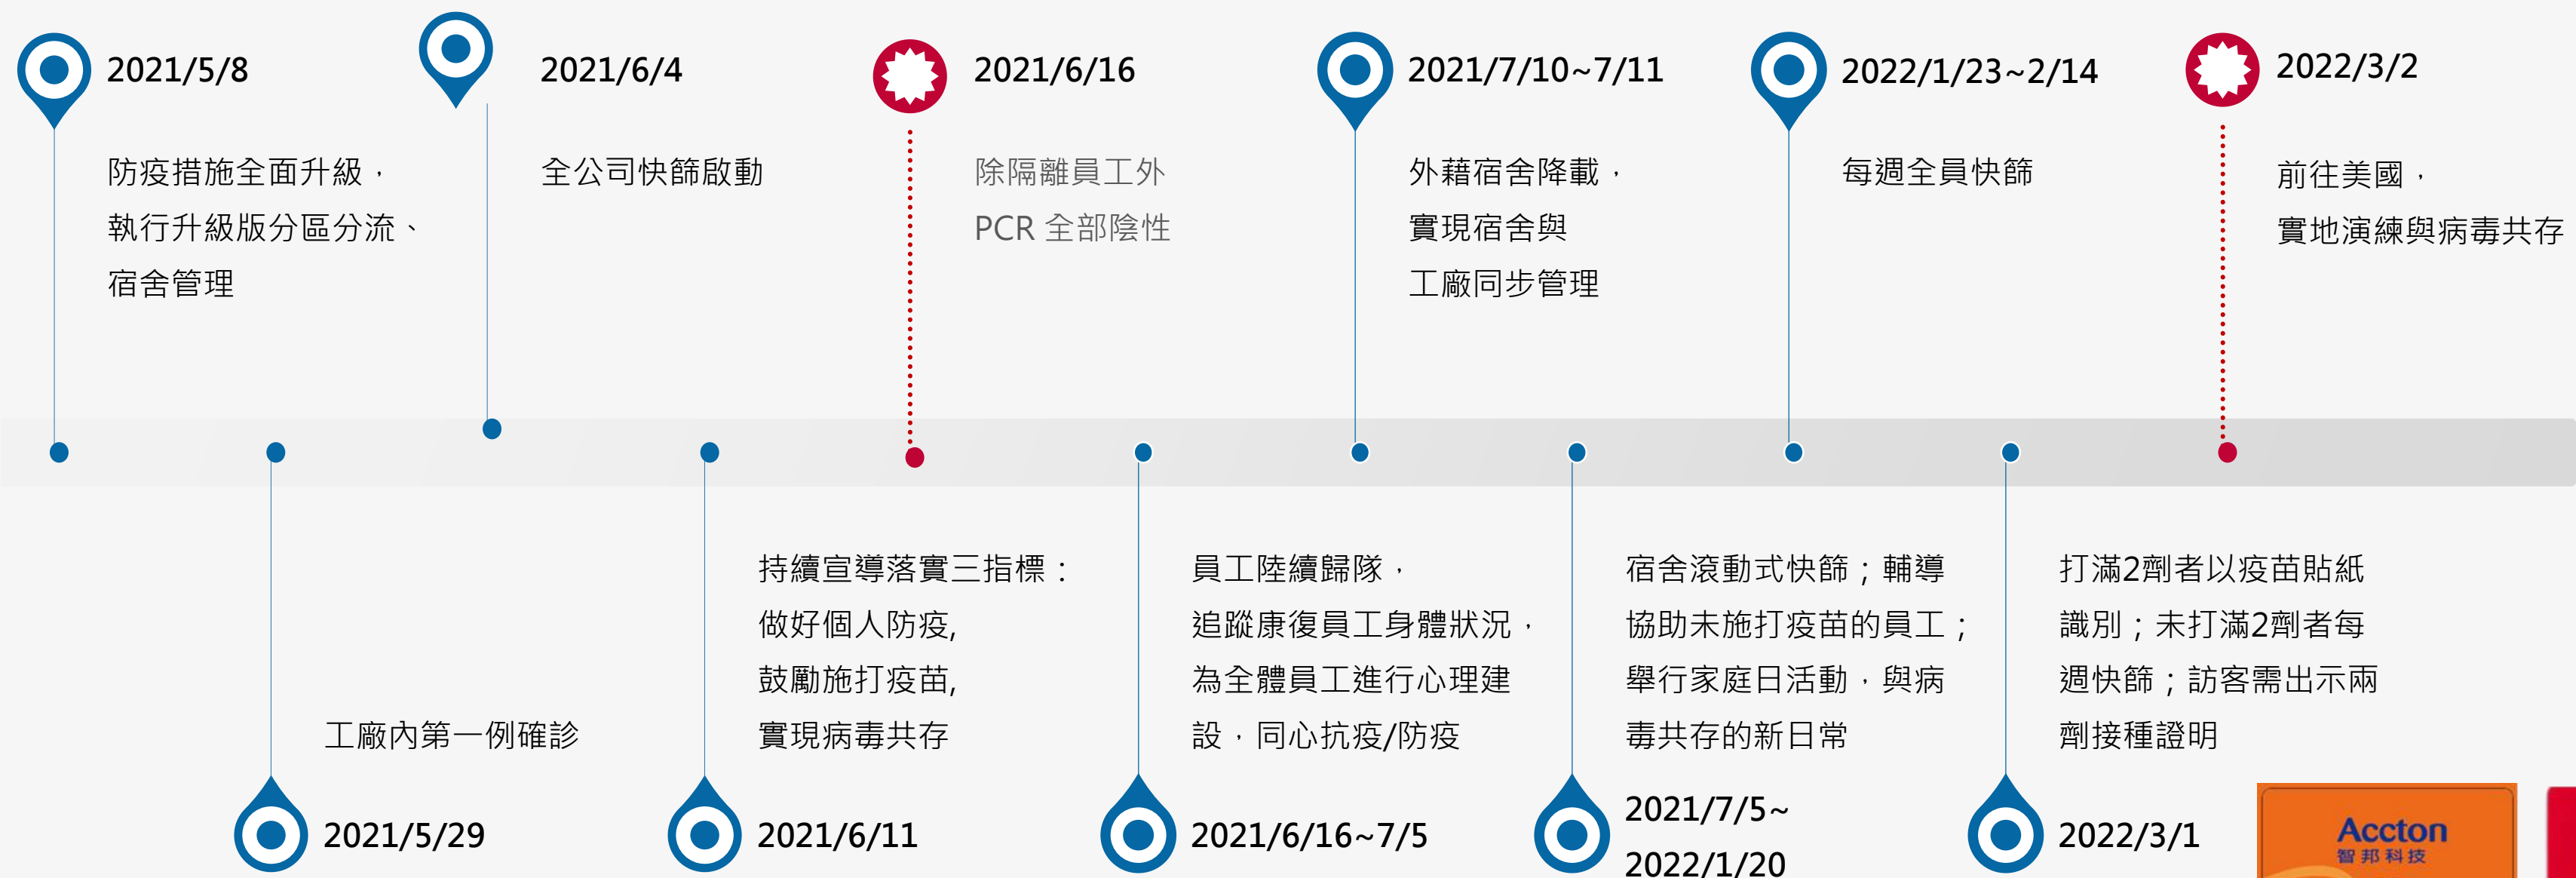 2021/5/8
防疫措施全面升級，
執行升級版分區分流、
宿舍管理
2021/6/4
全公司快篩啟動
2021/6/16
除隔離員工外
PCR 全部陰性
2021/7/10~7/11
外藉宿舍降載，
實現宿舍與
工廠同步管理
2022/1/23~2/14
每週全員快篩
2022/3/2
前往美國，
實地演練與病毒共存
工廠內第一例確診
2021/5/29
持續宣導落實三指標：
做好個人防疫,
鼓勵施打疫苗,
實現病毒共存
2021/6/11
員工陸續歸隊，
追蹤康復員工身體狀況，
為全體員工進行心理建
設，同心抗疫/防疫
2021/6/16~7/5
宿舍滾動式快篩；輔導
協助未施打疫苗的員工；
舉行家庭日活動，與病
毒共存的新日常
2021/7/5~
2022/1/20
打滿2劑者以疫苗貼紙
識別；未打滿2劑者每
週快篩；訪客需出示兩
劑接種證明
2022/3/1
Accton
智邦科技